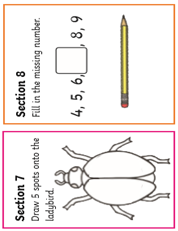 Section 7
Draw 5 spots onto the
ladybird.
Section 8
Fill in the missing number.
4, 5, 6, , 8, 9